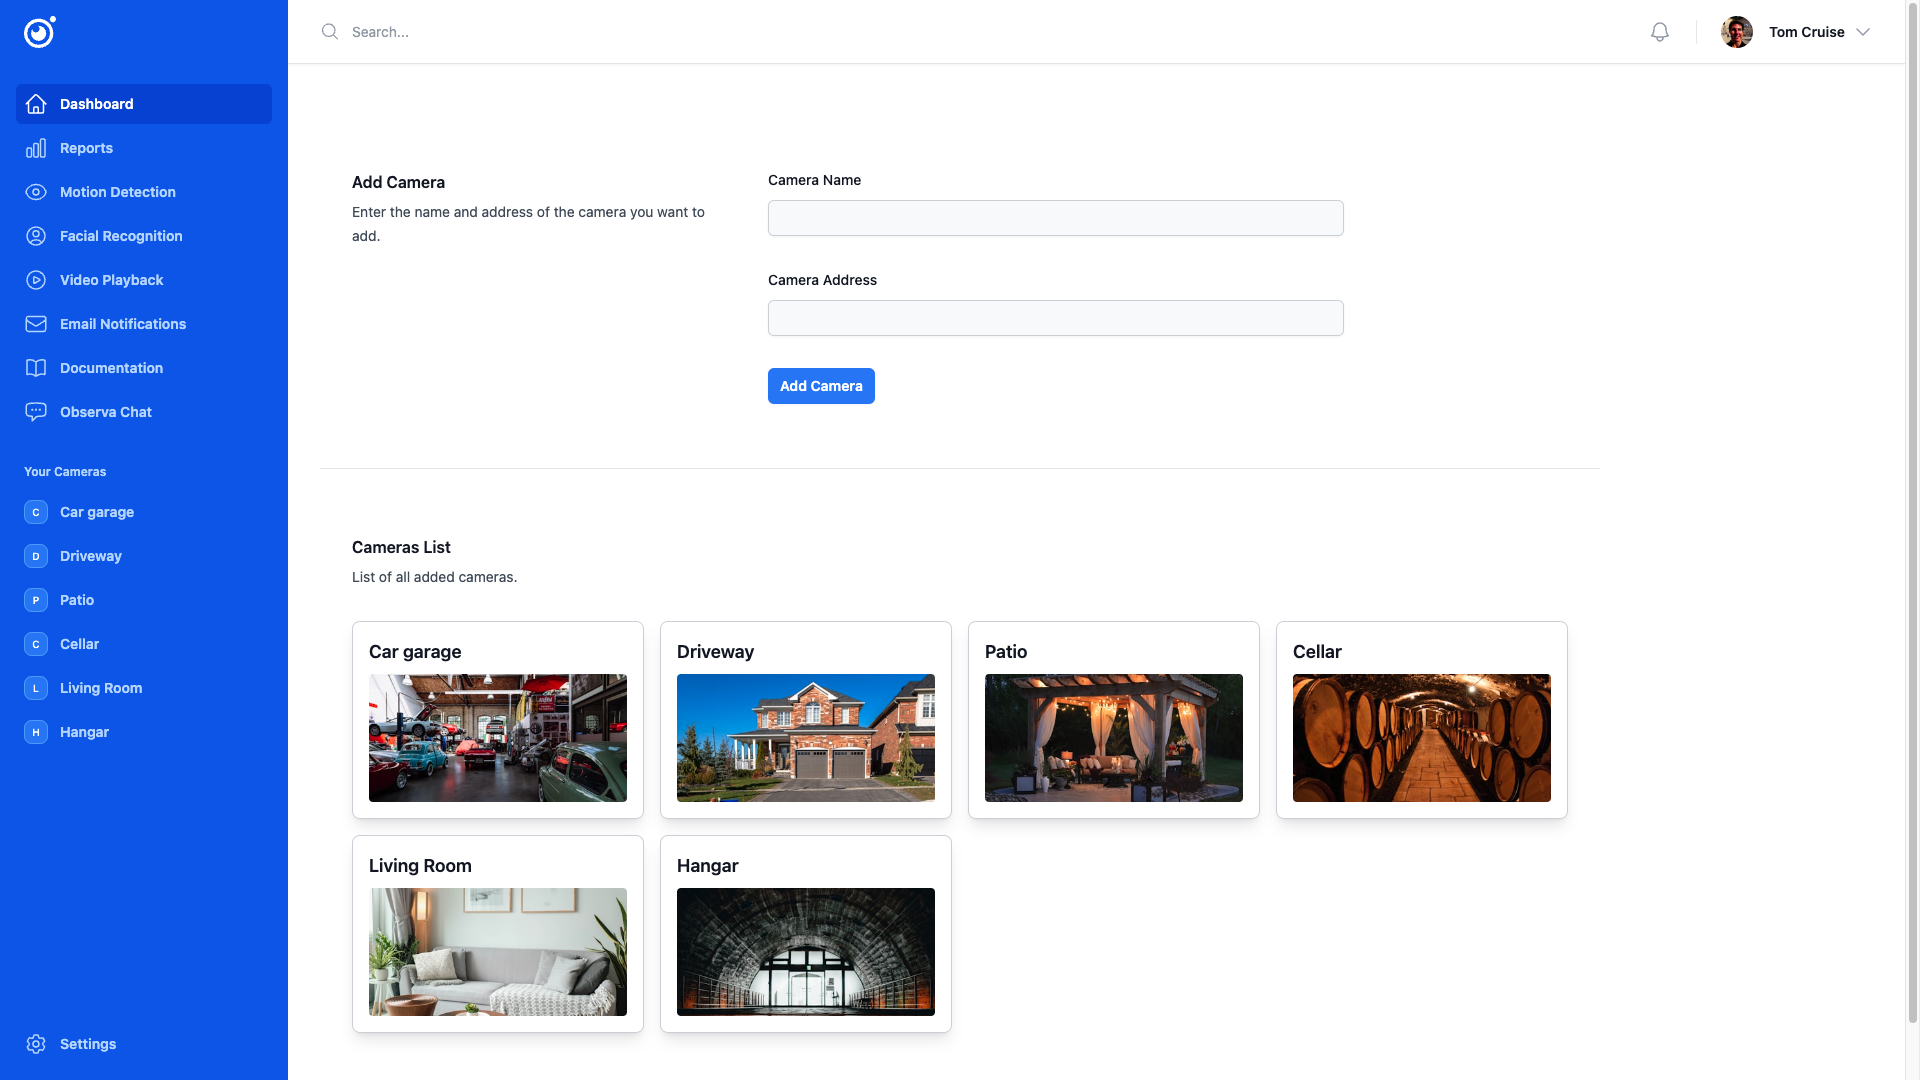 Search...
Tom Cruise
Dashboard
Reports
Motion Detection
Facial Recognition
Video Playback
Email Notifications
Documentation
Observa Chat
Your Cameras
C Car garage
D Driveway
P Patio
C Cellar
L Living Room
H Hangar
Settings
Add Camera
Enter the name and address of the camera you want to
add.
Camera Name
Camera Address
Add Camera
Cameras List
List of all added cameras.
Car garage
Driveway
Patio
Cellar
Living Room
Hangar